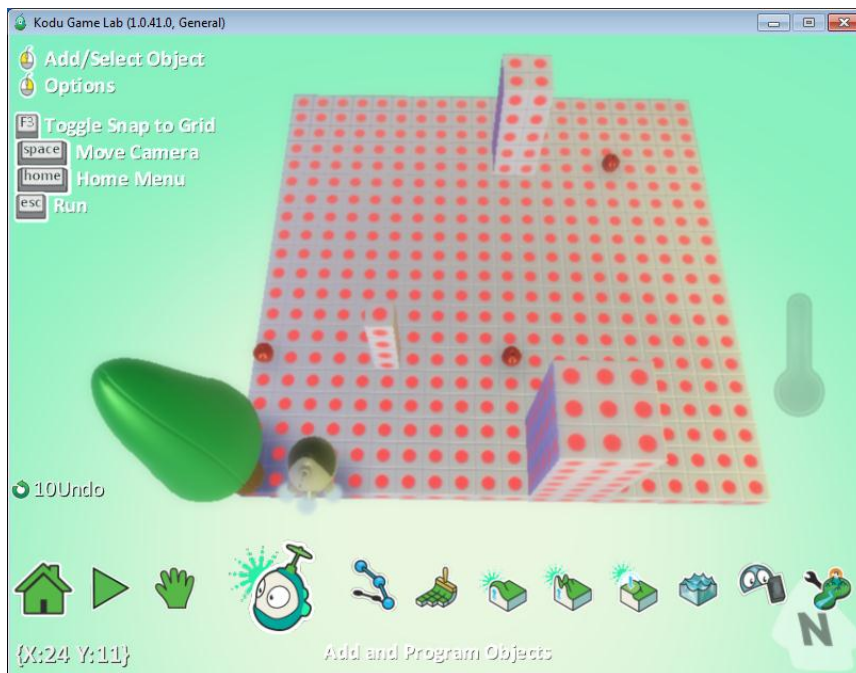 Kodu Game Lab (1.0.41.0, General)
Add/Select Object
Options
F3 Toggle Snap to Grid
space Move Camera
home Home Menu
esc Run
10Undo
{X:24 Y:11}
Add and Program Objects
N